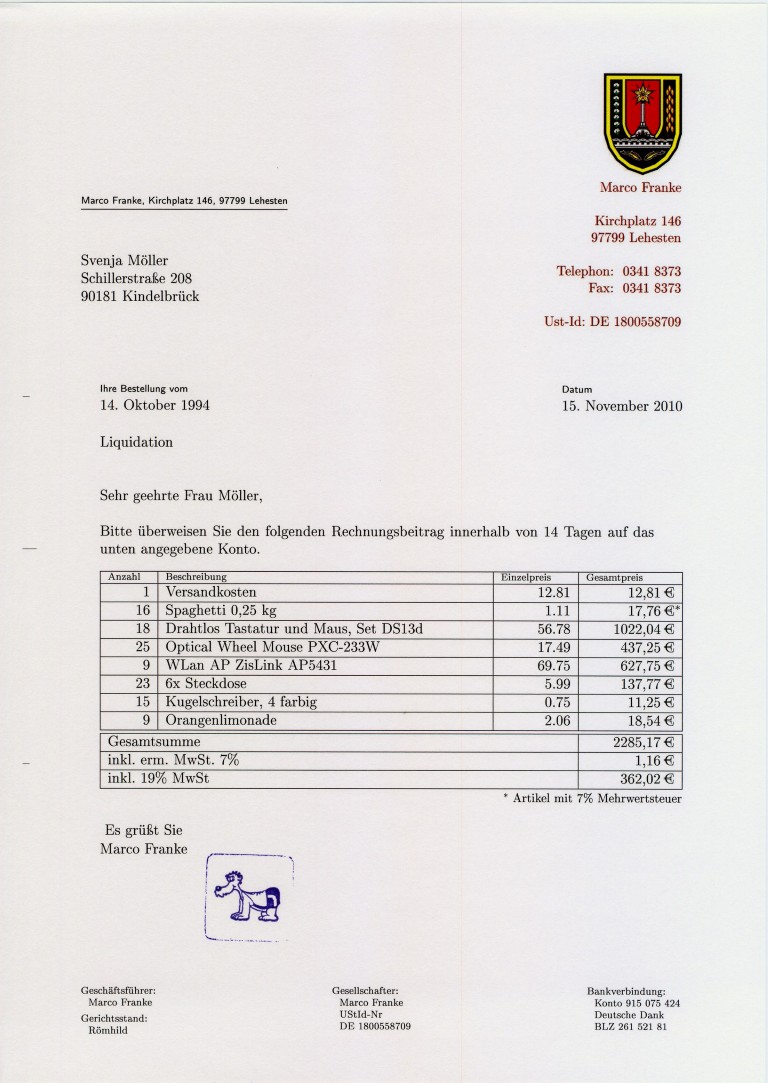 Marco Franke
Kirchplatz 146
97799 Lehesten
Telephon: 0341 8373
Fax: 0341 8373
Ust-Id: DE 1800558709
Marco Franke, Kirchplatz 146, 97799 Lehesten
Svenja Möller
Schillerstraße 208
90181 Kindelbrück
Ihre Bestellung vom Datum
14. Oktober 1994 15. November 2010
Liquidation
Sehr geehrte Frau Möller,
Bitte überweisen Sie den folgenden Rechnungsbeitrag innerhalb von 14 Tagen auf das
unten angegebene Konto.
Anzahl Beschreibung Einzelpreis Gesamtpreis
1 Versandkosten 12.81 12,81 €
16 Spaghetti 0,25 kg 1.11 17,76 €*
18 Drahtlos Tastatur und Maus, Set DS13d 56.78 1022,04 €
25 Optical Wheel Mouse PXC-233W 17.49 437,25 €
9 WLan AP ZisLink AP5431 69.75 627,75 €
23 6x Steckdose 5.99 137,77 €
15 Kugelschreiber, 4 farbig 0.75 11,25 €
9 Orangenlimonade 2.06 18,54 €
Gesamtsumme 2285,17 €
inkl. erm. MwSt. 7% 1,16 €
inkl. 19% MwSt 362,02 €
* Artikel mit 7% Mehrwertsteuer
Es grüßt Sie
Marco Franke
Geschäftsführer:
Marco Franke
Gerichtsstand:
Römhild
Gesellschafter:
Marco Franke
UStId-Nr
DE 1800558709
Bankverbindung:
Konto 915 075 424
Deutsche Dank
BLZ 261 521 81